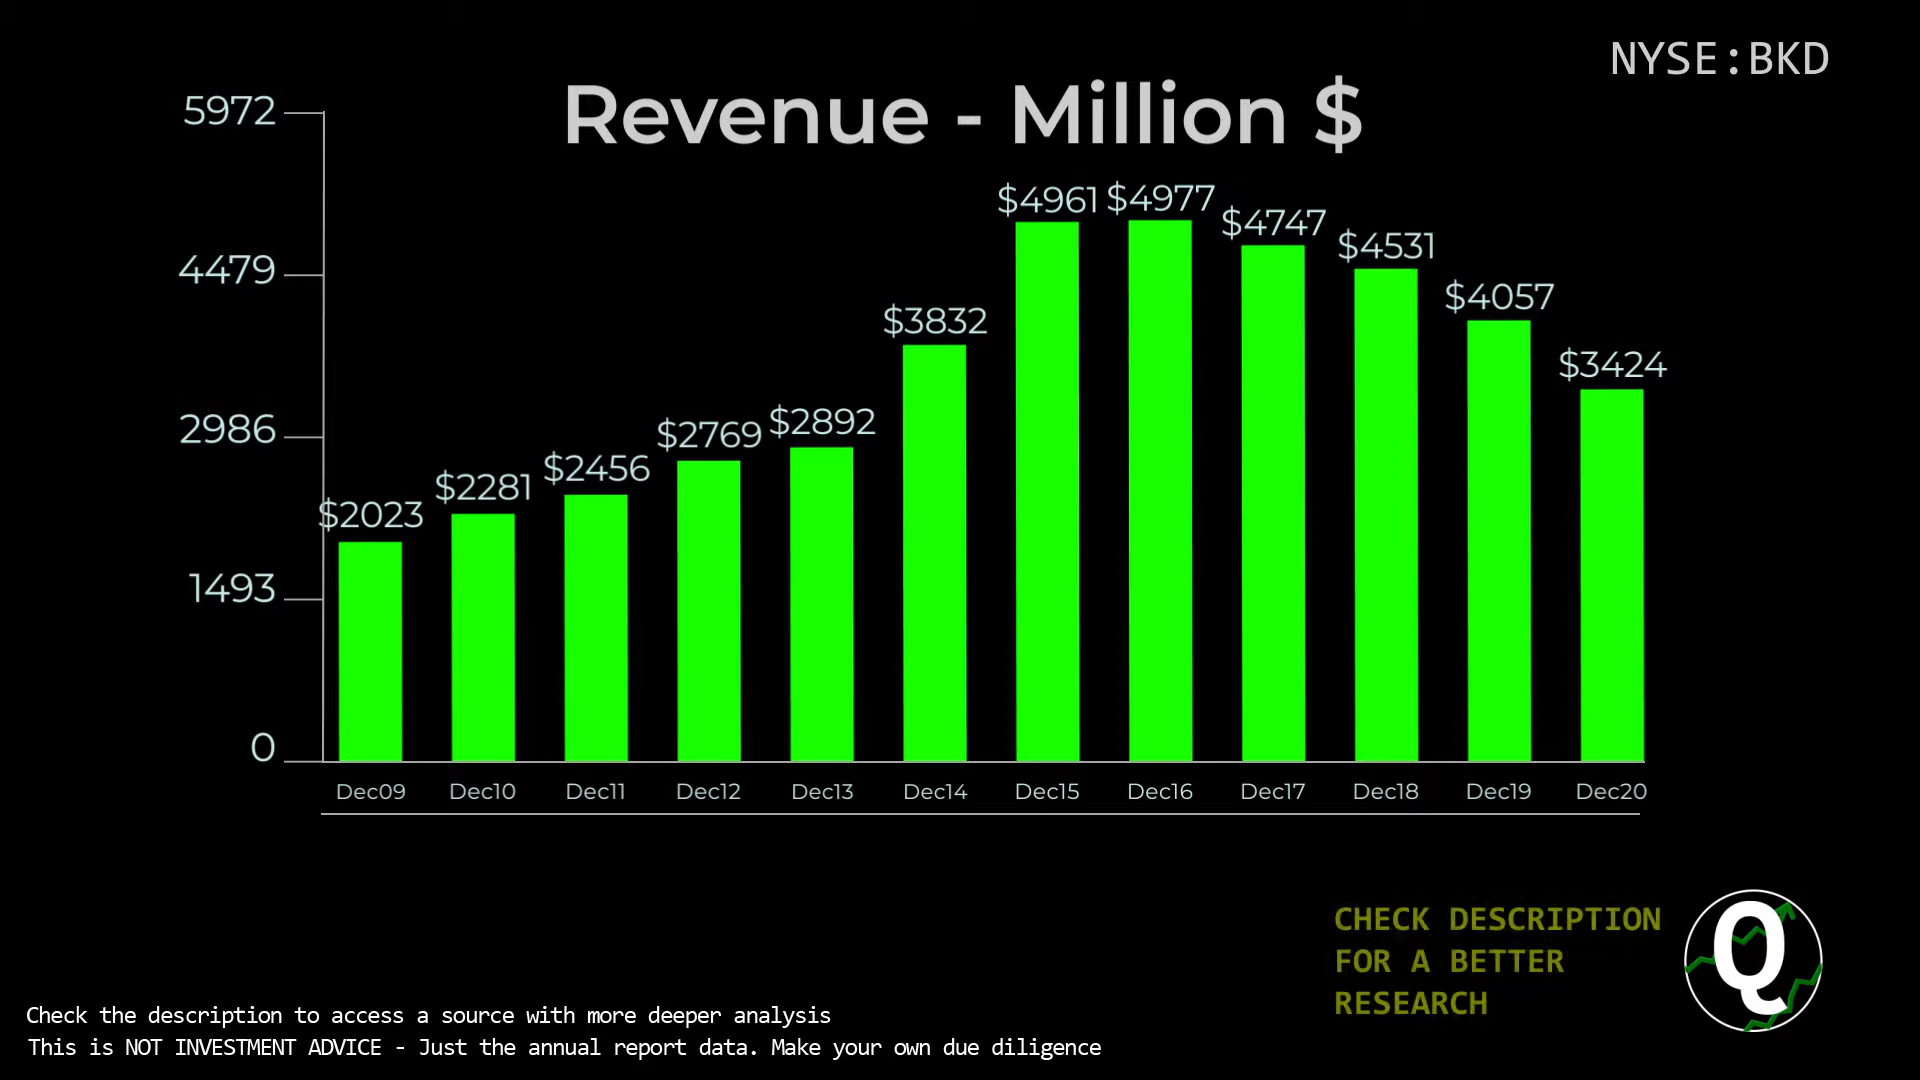 NYSE:BKD
Revenue - Million $
5972
4479
2986
1493
0
$2023
$2281
$2456
$2769
$2892
$3832
$4961
$4977
$4747
$4531
$4057
$3424
Dec09 Dec10 Dec11 Dec12 Dec13 Dec14 Dec15 Dec16 Dec17 Dec18 Dec19 Dec20
CHECK DESCRIPTION
FOR A BETTER
RESEARCH
Q
Check the description to access a source with more deeper analysis
This is NOT INVESTMENT ADVICE - Just the annual report data. Make your own due diligence